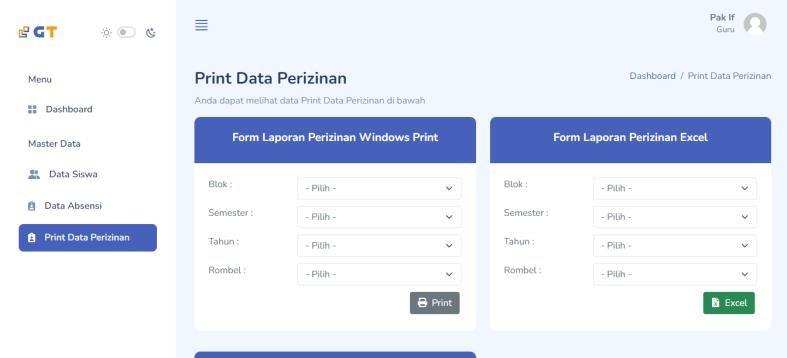 GT
Pak If
Guru
Menu
Dashboard
Master Data
Data Siswa
Data Absensi
Print Data Perizinan
Print Data Perizinan
Dashboard / Print Data Perizinan
Anda dapat melihat data Print Data Perizinan di bawah
Form Laporan Perizinan Windows Print
Blok :
- Pilih -
Semester :
- Pilih -
Tahun :
- Pilih -
Rombel :
- Pilih -
Print
Form Laporan Perizinan Excel
Blok :
- Pilih -
Semester :
- Pilih -
Tahun :
- Pilih -
Rombel :
- Pilih -
Excel